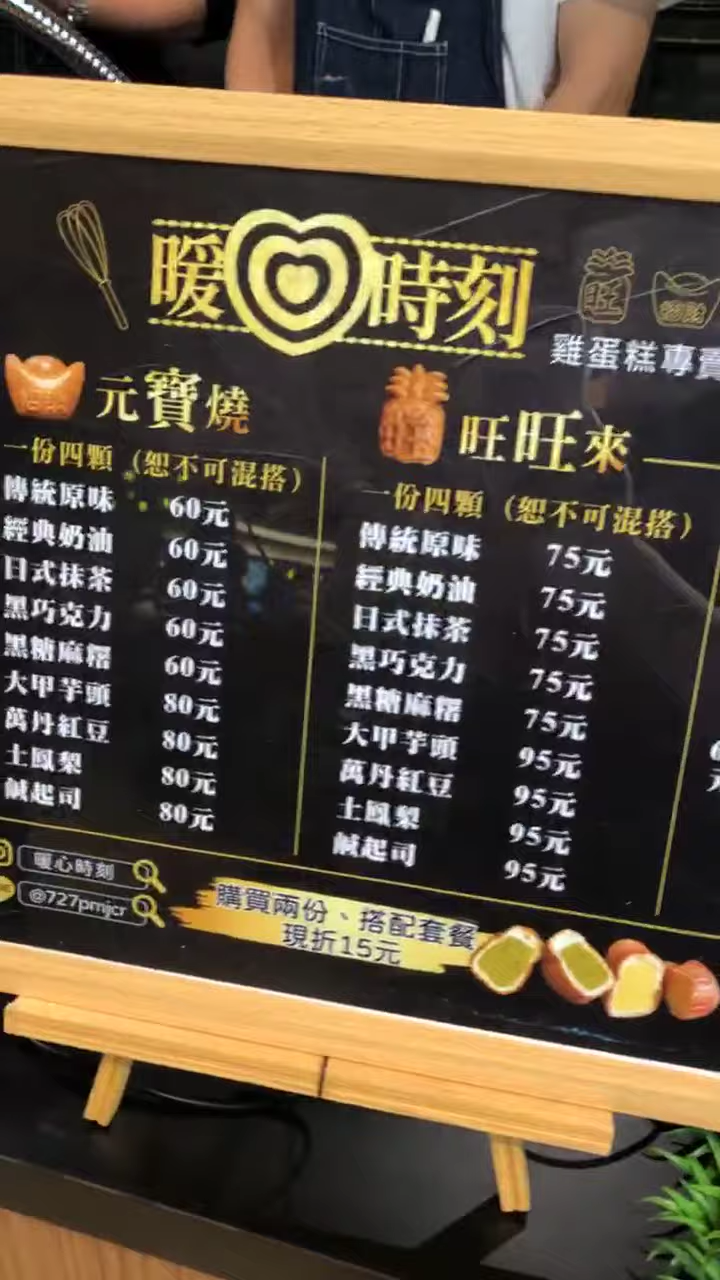 暖心時刻
旺
雞蛋糕專賣
元寶燒
一份四顆（恕不可混搭）
傳統原味 60元
經典奶油 60元
日式抹茶 60元
黑巧克力 60元
黑糖麻糬 60元
大甲芋頭 80元
萬丹紅豆 80元
土鳳梨 80元
鹹起司 80元
旺旺來
一份四顆（恕不可混搭）
傳統原味 75元
經典奶油 75元
日式抹茶 75元
黑巧克力 75元
黑糖麻糬 75元
大甲芋頭 95元
萬丹紅豆 95元
土鳳梨 95元
鹹起司 95元
暖心時刻
@727pmjcr
購買兩份、搭配套餐
現折15元